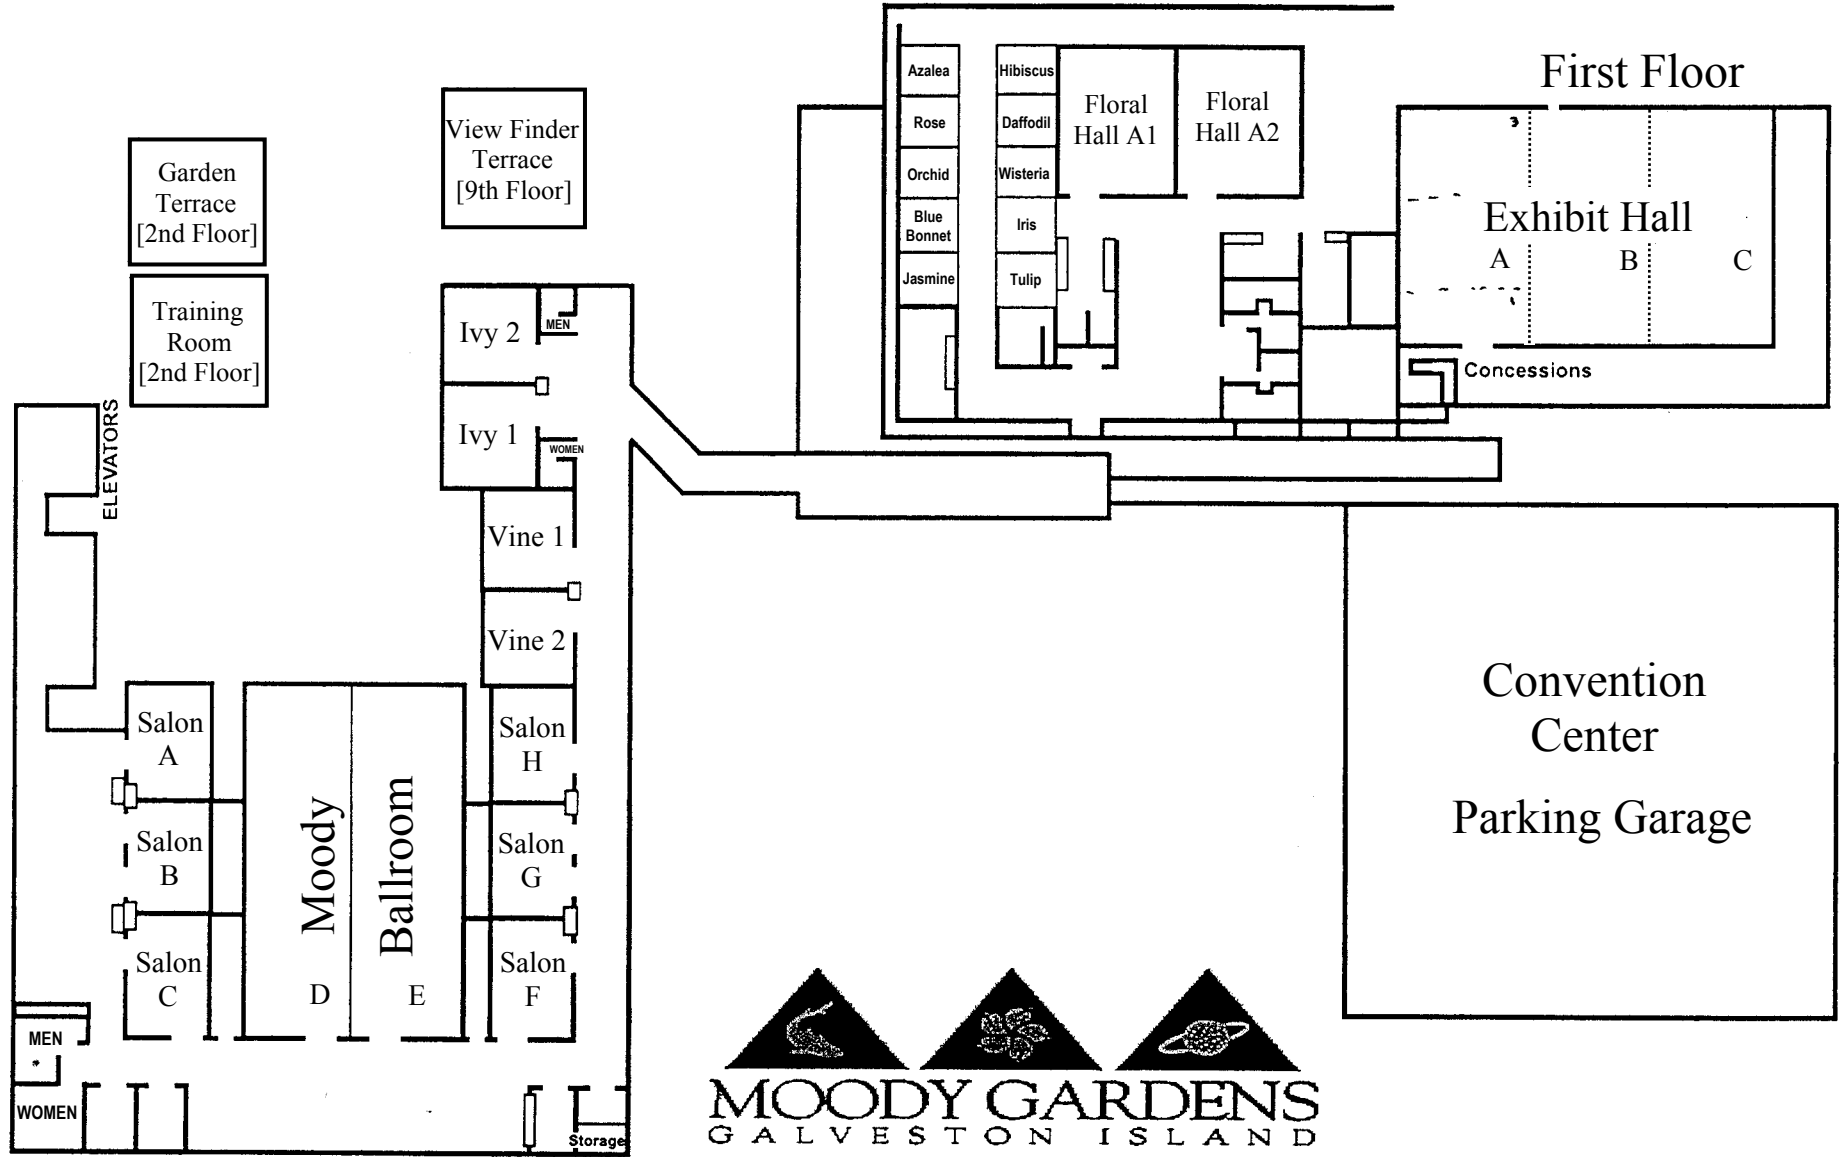 First Floor
Azalea
Rose
Orchid
Blue
Bonnet
Jasmine
Hibiscus
Daffodil
Wisteria
Iris
Tulip
Floral
Hall A1
Floral
Hall A2
Exhibit Hall
A
B
C
Concessions
View Finder
Terrace
[9th Floor]
Garden
Terrace
[2nd Floor]
Training
Room
[2nd Floor]
ELEVATORS
Ivy 2
MEN
Ivy 1
WOMEN
Vine 1
Vine 2
Salon
A
Salon
B
Salon
C
Moody
Ballroom
D
E
Salon
H
Salon
G
Salon
F
MEN
WOMEN
Storage
Convention
Center
Parking Garage
MOODY GARDENS
GALVESTON ISLAND